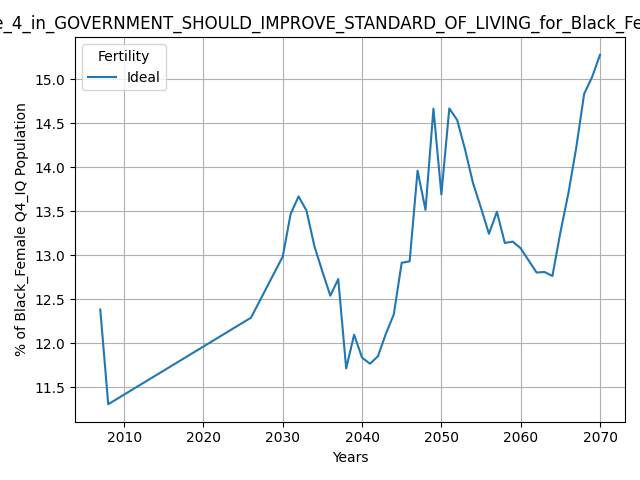 e_4_in_GOVERNMENT_SHOULD_IMPROVE_STANDARD_OF_LIVING_for_Black_Fe
Fertility
Ideal
% of Black_Female Q4_IQ Population
15.0
14.5
14.0
13.5
13.0
12.5
12.0
11.5
2010 2020 2030 2040 2050 2060 2070
Years